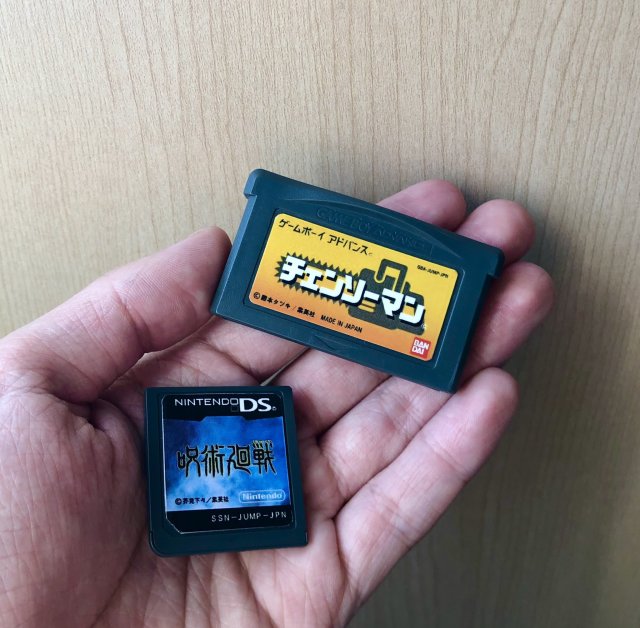 GAME BOY ADVANCE
ゲームボーイ アドバンス
SSN-JUMP-JPN
チェンソーマン
©藤本タツキ/集英社 MADE IN JAPAN
BAN
DAI
NINTENDO DS
呪術廻戦
©芥見下々/集英社
Nintendo
SSN-JUMP-JPN